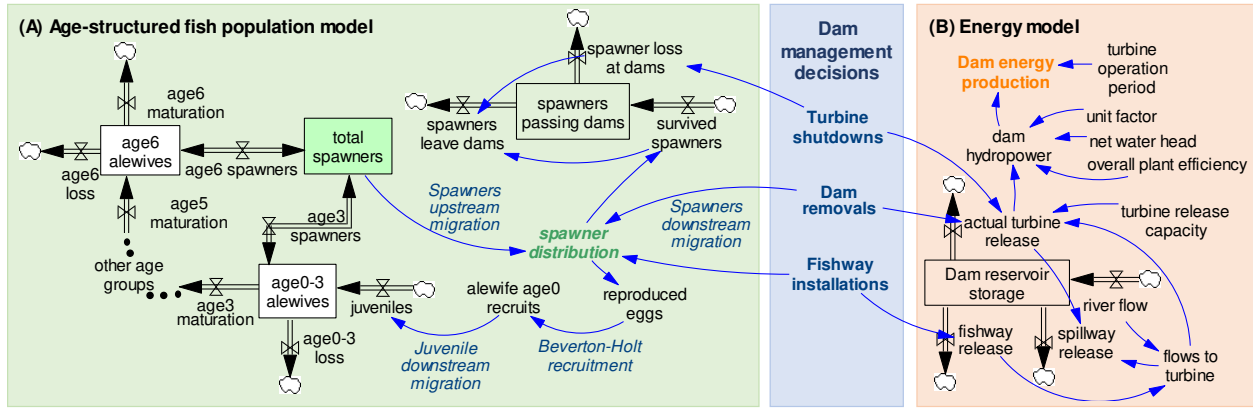 (A) Age-structured fish population model
age6
maturation
age6
alewives
age6
loss
age6 spawners
total
spawners
age5
maturation
other age
groups
age3
spawners
age0-3
alewives
age3
maturation
juveniles
age0-3
loss
spawner loss
at dams
spawners
passing dams
spawners
leave dams
survived
spawners
Spawners
upstream
migration
spawner
distribution
Spawners
downstream
migration
alewife age0
recruits
reproduced
eggs
Juvenile
downstream
migration
Beverton-Holt
recruitment
Dam
management
decisions
Turbine
shutdowns
Dam
removals
Fishway
installations
(B) Energy model
Dam energy
production
turbine
operation
period
unit factor
dam
hydropower
net water head
overall plant efficiency
actual turbine
release
turbine release
capacity
Dam reservoir
storage
river flow
fishway
release
spillway
release
flows to
turbine